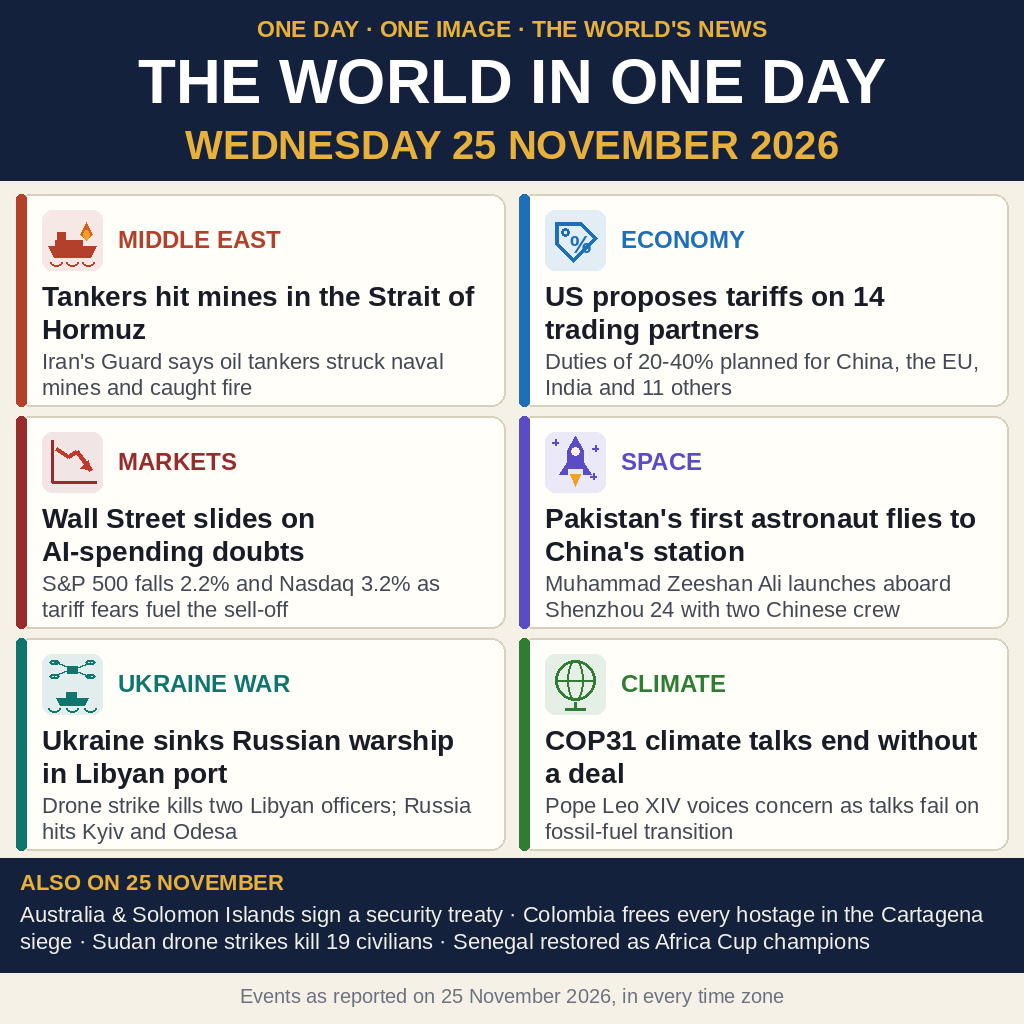 ONE DAY · ONE IMAGE · THE WORLD'S NEWS
THE WORLD IN ONE DAY
WEDNESDAY 25 NOVEMBER 2026
MIDDLE EAST
Tankers hit mines in the Strait of
Hormuz
Iran's Guard says oil tankers struck naval
mines and caught fire
%
ECONOMY
US proposes tariffs on 14
trading partners
Duties of 20-40% planned for China, the EU,
India and 11 others
MARKETS
Wall Street slides on
AI-spending doubts
S&P 500 falls 2.2% and Nasdaq 3.2% as
tariff fears fuel the sell-off
SPACE
Pakistan's first astronaut flies to
China's station
Muhammad Zeeshan Ali launches aboard
Shenzhou 24 with two Chinese crew
UKRAINE WAR
Ukraine sinks Russian warship
in Libyan port
Drone strike kills two Libyan officers; Russia
hits Kyiv and Odesa
CLIMATE
COP31 climate talks end without
a deal
Pope Leo XIV voices concern as talks fail on
fossil-fuel transition
ALSO ON 25 NOVEMBER
Australia & Solomon Islands sign a security treaty · Colombia frees every hostage in the Cartagena
siege · Sudan drone strikes kill 19 civilians · Senegal restored as Africa Cup champions
Events as reported on 25 November 2026, in every time zone